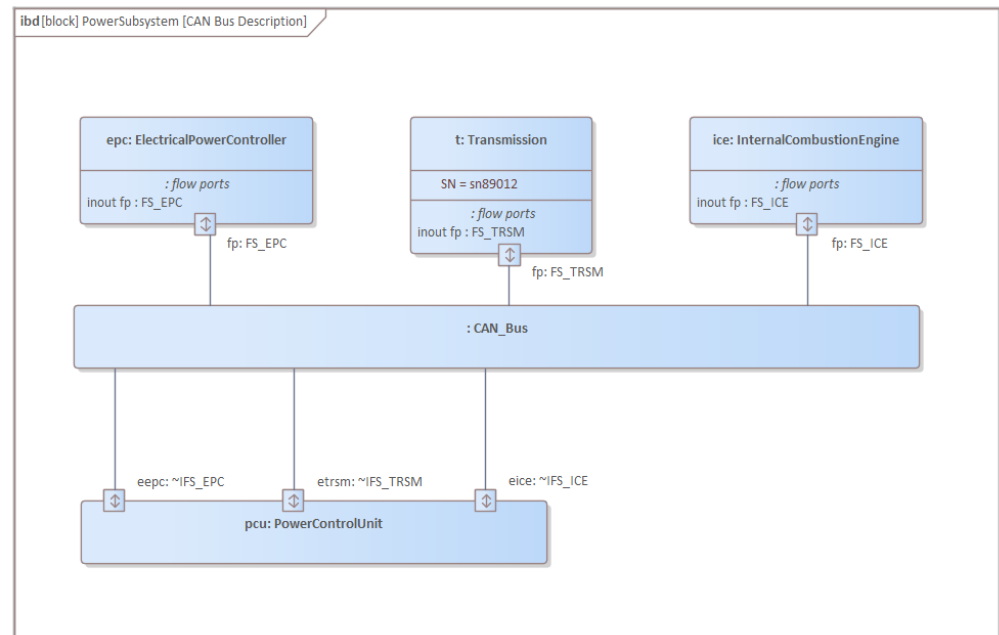 ibd [block] PowerSubsystem [CAN Bus Description]
epc: ElectricalPowerController
: flow ports
inout fp : FS_EPC
fp: FS_EPC
t: Transmission
SN = sn89012
: flow ports
inout fp : FS_TRSM
fp: FS_TRSM
ice: InternalCombustionEngine
: flow ports
inout fp : FS_ICE
fp: FS_ICE
: CAN_Bus
eepc: ~IFS_EPC
etrsm: ~IFS_TRSM
eice: ~IFS_ICE
pcu: PowerControlUnit